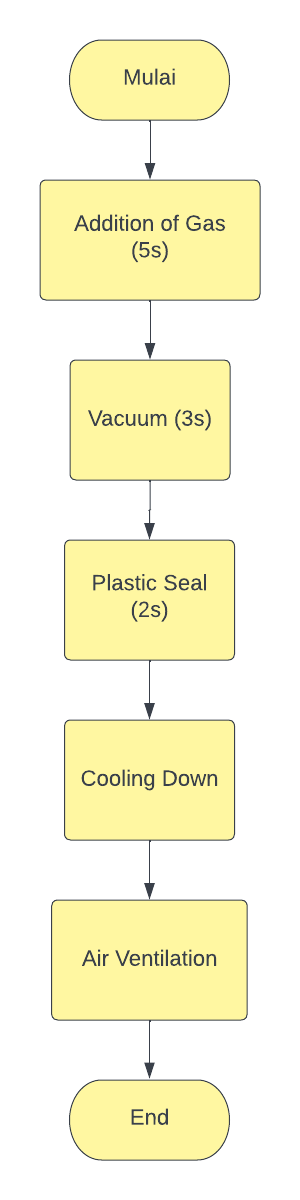 Mulai
Addition of Gas
(5s)
Vacuum (3s)
Plastic Seal
(2s)
Cooling Down
Air Ventilation
End